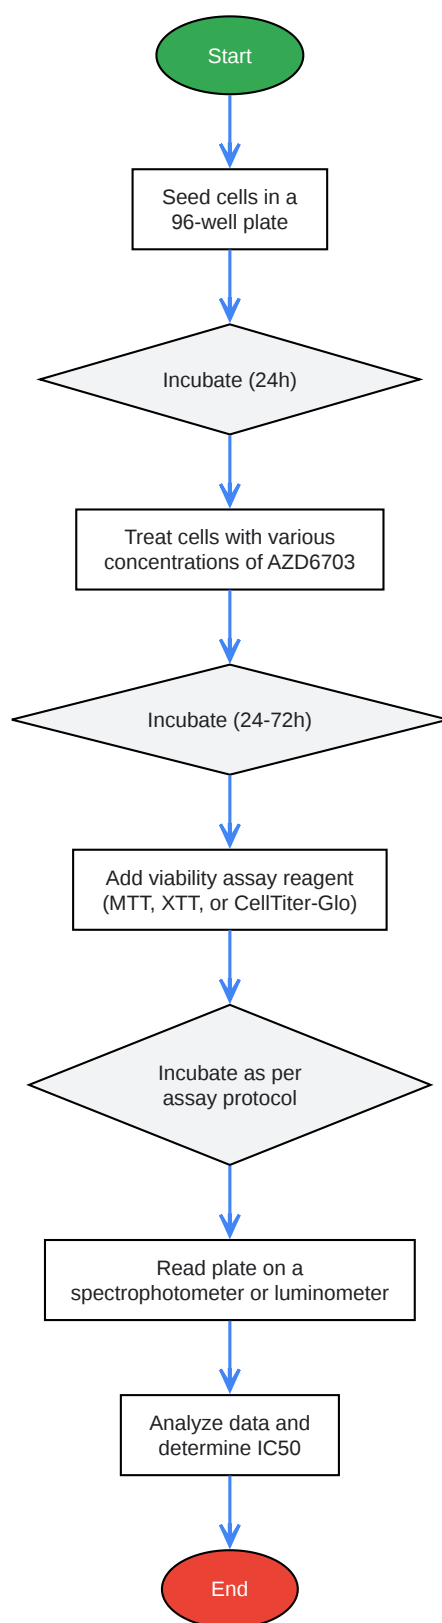 Start
Seed cells in a
96-well plate
Incubate (24h)
Treat cells with various
concentrations of AZD6703
Incubate (24-72h)
Add viability assay reagent
(MTT, XTT, or CellTiter-Glo)
Incubate as per
assay protocol
Read plate on a
spectrophotometer or luminometer
Analyze data and
determine IC50
End